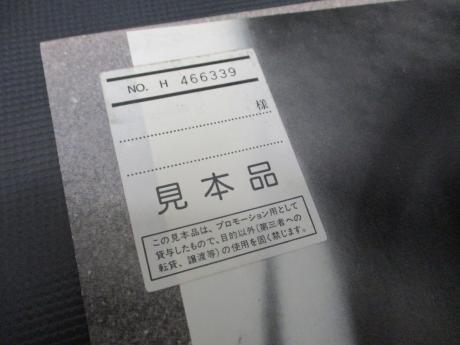 NO. H 466339
様
見本品
この見本品は、プロモーション用として
貸与したもので、目的以外(第三者への
転貸、譲渡等)の使用を固く禁じます。